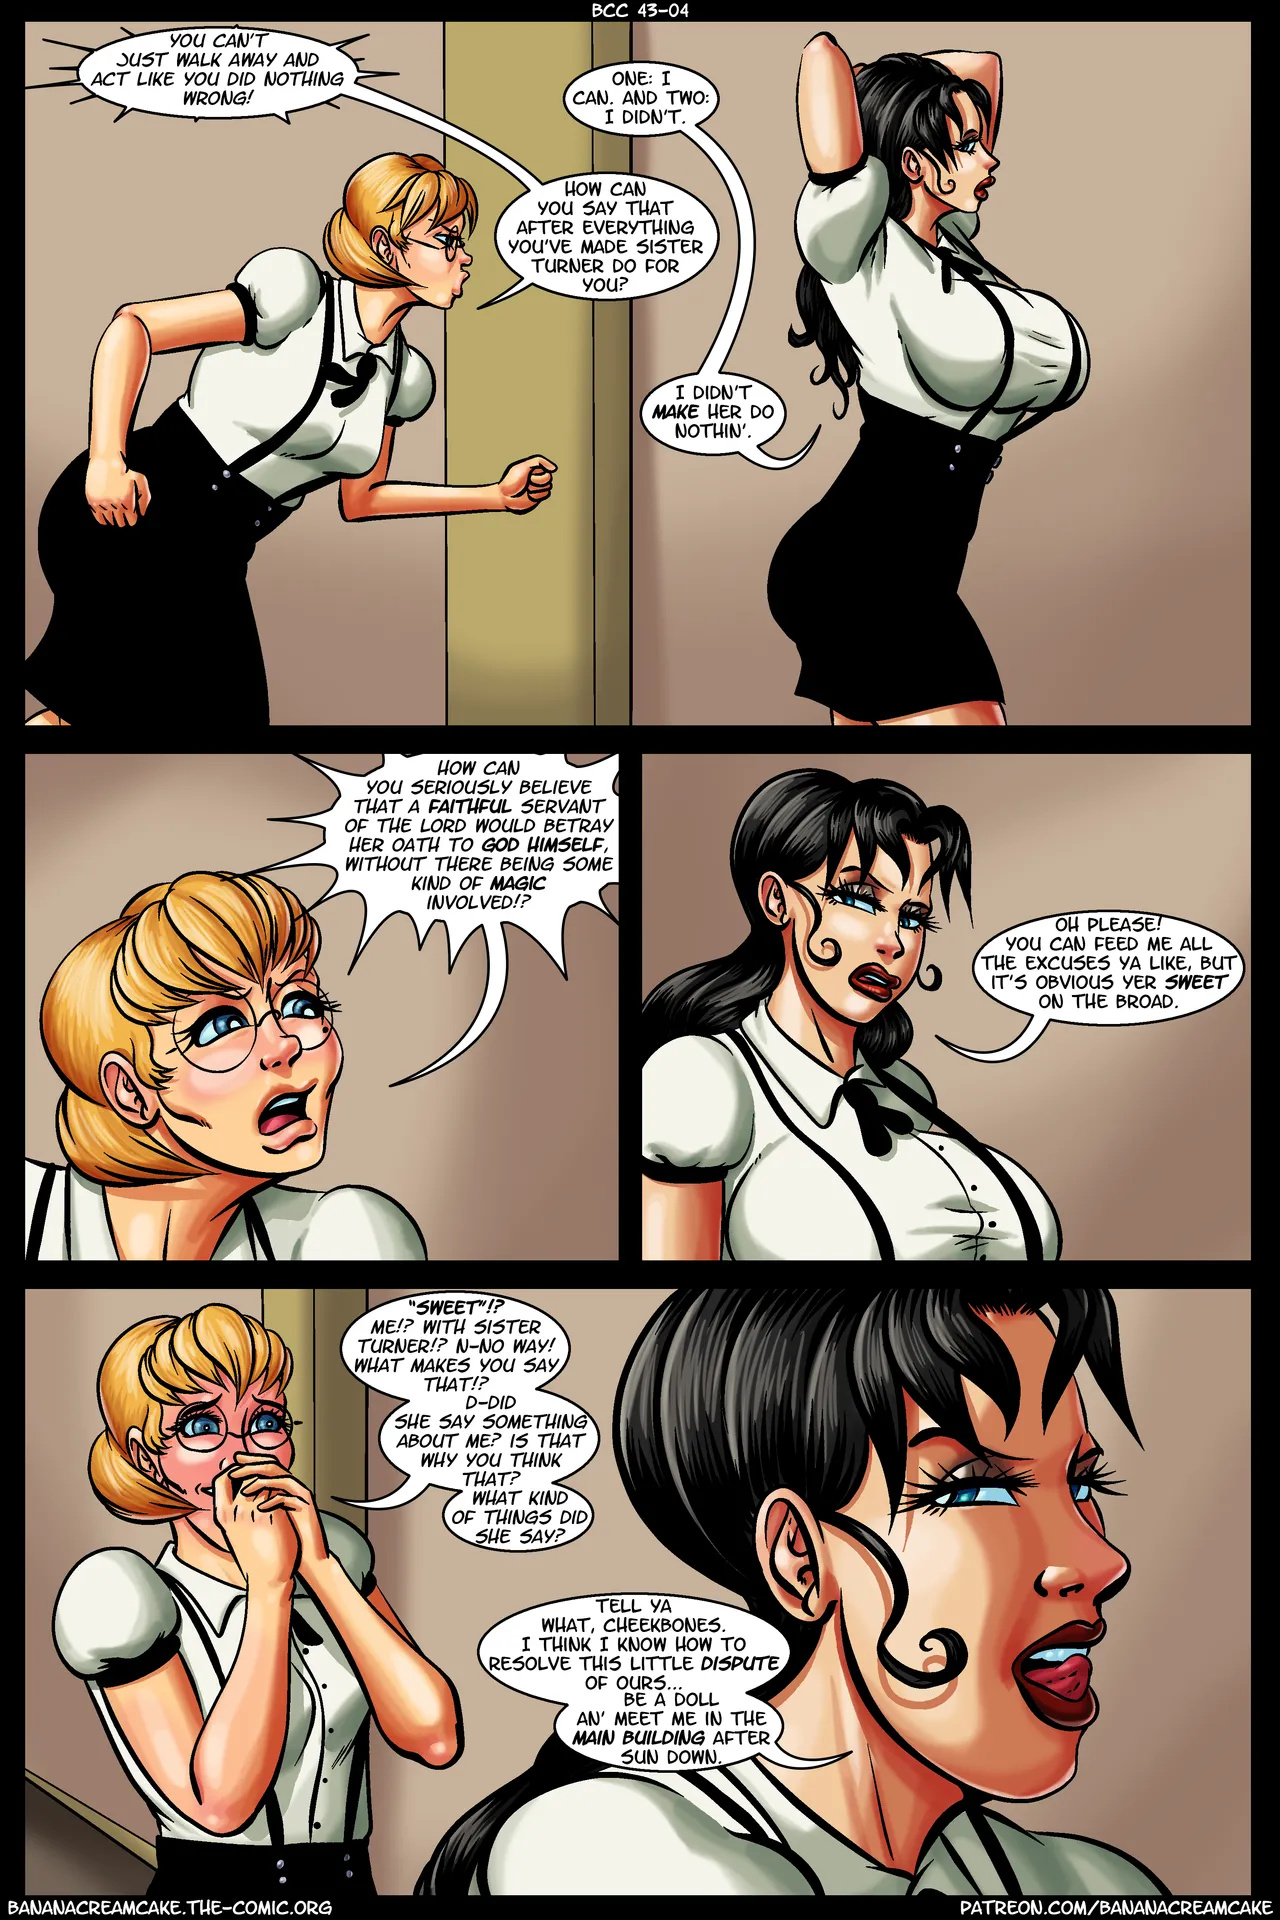 BCC 43-04
YOU CAN'T
JUST WALK AWAY AND
ACT LIKE YOU DID NOTHING
WRONG!
ONE: I
CAN. AND TWO:
I DIDN'T.
HOW CAN
YOU SAY THAT
AFTER EVERYTHING
YOU'VE MADE SISTER
TURNER DO FOR
YOU?
I DIDN'T
MAKE HER DO
NOTHIN'.
HOW CAN
YOU SERIOUSLY BELIEVE
THAT A FAITHFUL SERVANT
OF THE LORD WOULD BETRAY
HER OATH TO GOD HIMSELF,
WITHOUT THERE BEING SOME
KIND OF MAGIC
INVOLVED!?
OH PLEASE!
YOU CAN FEED ME ALL
THE EXCUSES YA LIKE, BUT
IT'S OBVIOUS YER SWEET
ON THE BROAD.
"SWEET"!?
ME!? WITH SISTER
TURNER!? N-NO WAY!
WHAT MAKES YOU SAY
THAT!?
D-DID
SHE SAY SOMETHING
ABOUT ME? IS THAT
WHY YOU THINK
THAT?
WHAT KIND
OF THINGS DID
SHE SAY?
TELL YA
WHAT, CHEEKBONES.
I THINK I KNOW HOW TO
RESOLVE THIS LITTLE DISPUTE
OF OURS...
BE A DOLL
AN' MEET ME IN THE
MAIN BUILDING AFTER
SUN DOWN.
BANANACREAMCAKE.THE-COMIC.ORG
PATREON.COM/BANANACREAMCAKE